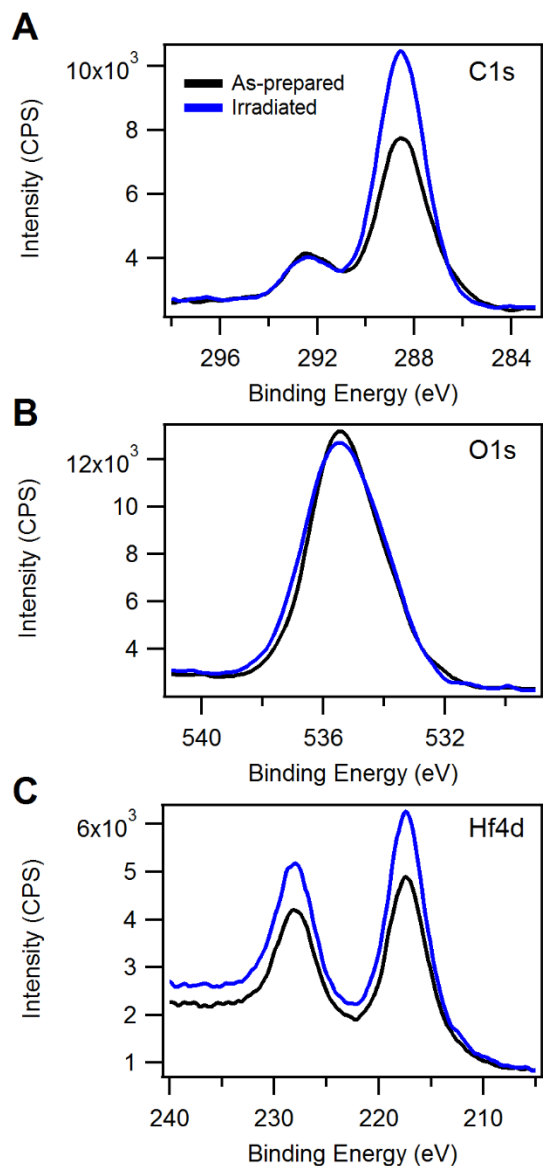 A
10x10³
C1s
As-prepared
Irradiated
8
6
4
Intensity (CPS)
296 292 288 284
Binding Energy (eV)
B
12x10³
O1s
10
8
6
4
Intensity (CPS)
540 536 532
Binding Energy (eV)
C
6x10³
Hf4d
5
4
3
2
1
Intensity (CPS)
240 230 220 210
Binding Energy (eV)